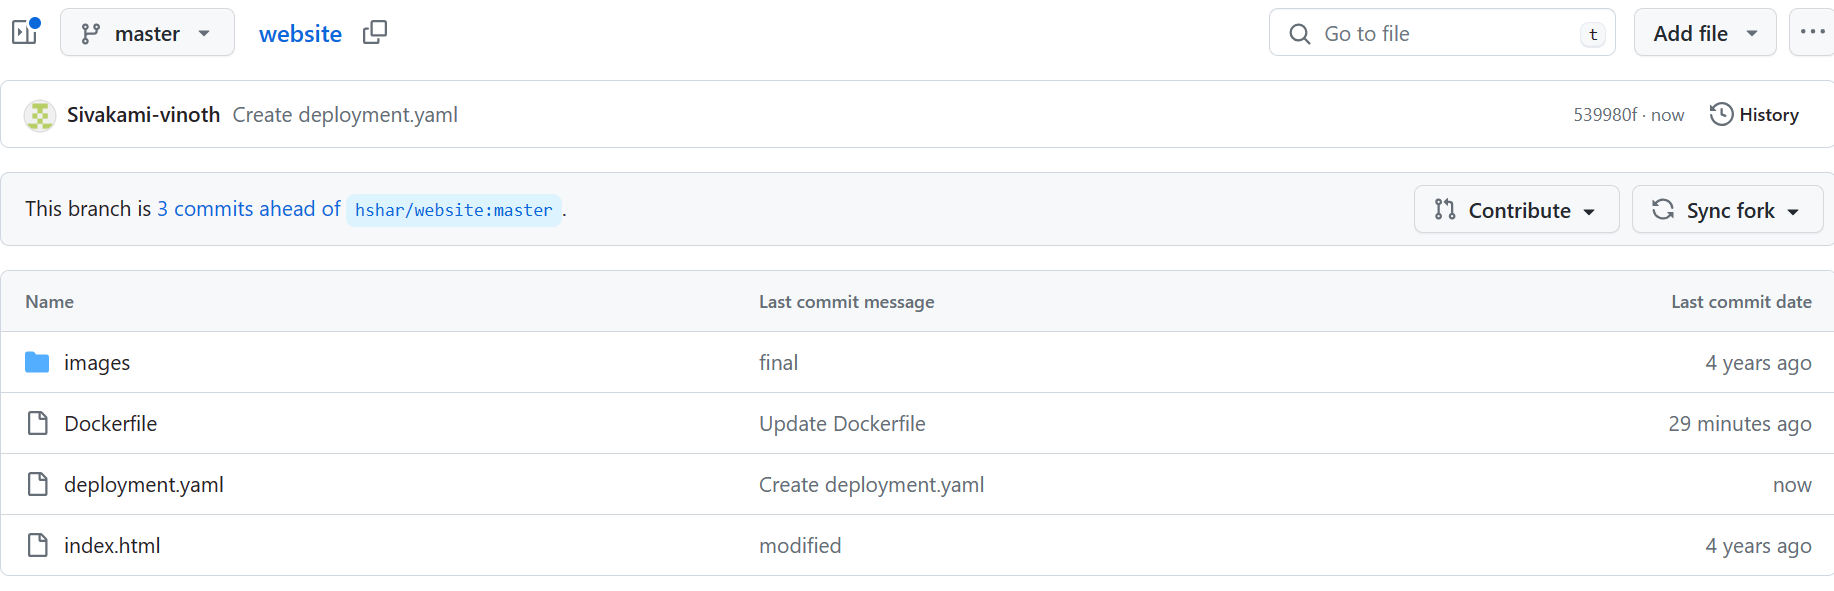 master website Go to file t Add file ...
Sivakami-vinoth Create deployment.yaml 539980f · now History
This branch is 3 commits ahead of hshar/website:master . Contribute Sync fork
Name Last commit message Last commit date
images final 4 years ago
Dockerfile Update Dockerfile 29 minutes ago
deployment.yaml Create deployment.yaml now
index.html modified 4 years ago